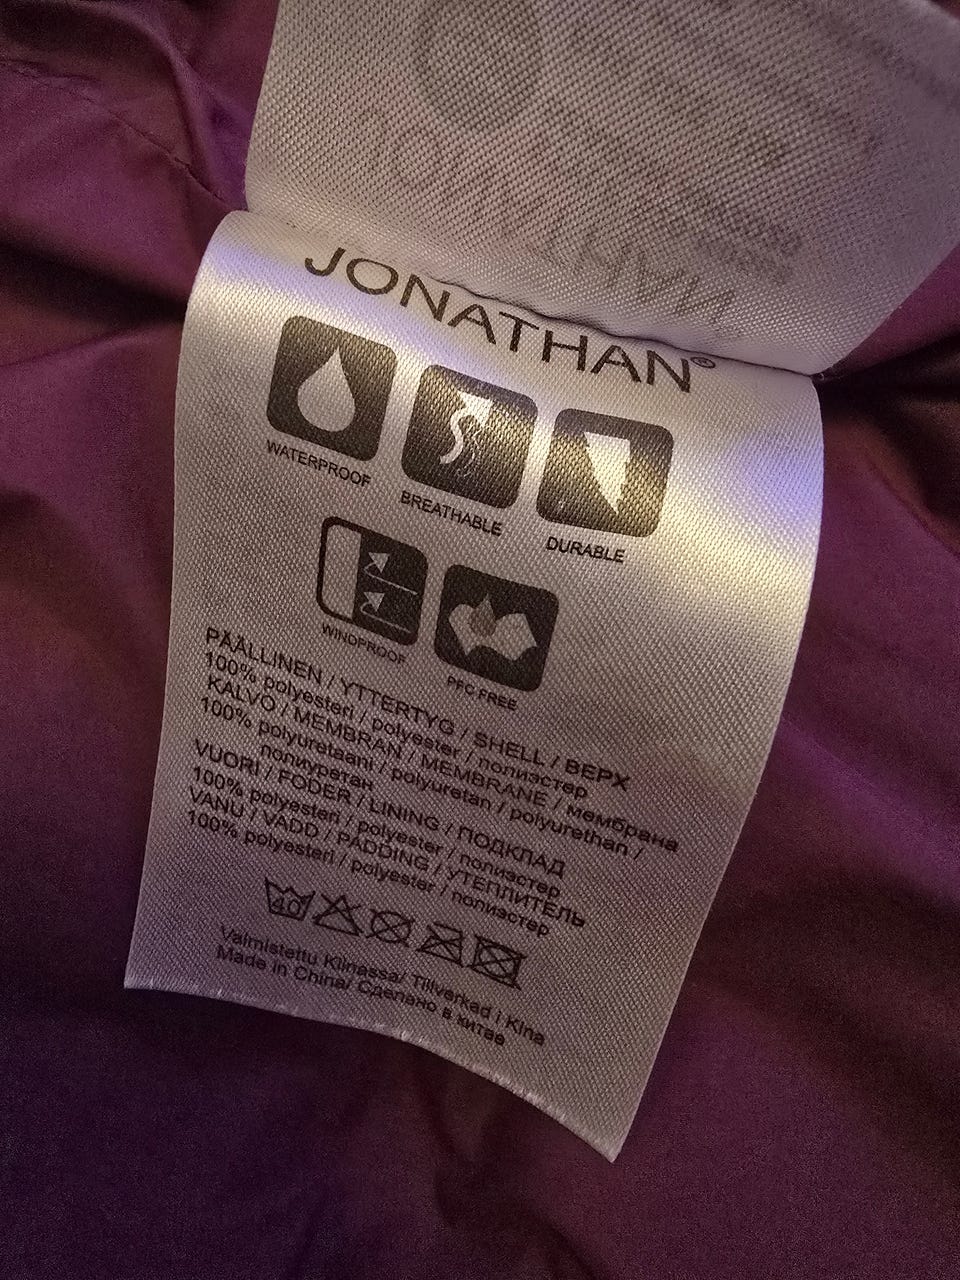 JONATHAN®
WATERPROOF
BREATHABLE
DURABLE
WINDPROOF
PFC FREE
PÄÄLLINEN / YTTERTYG / SHELL / ВЕРХ
100% polyesteri / polyester / полиэстер
KALVO / MEMBRAN / MEMBRANE / мембрана
100% polyuretaani / polyuretan / polyurethan /
полиуретан
VUORI / FODER / LINING / ПОДКЛАД
100% polyesteri / polyester / полиэстер
VANU / VADD / PADDING / УТЕПЛИТЕЛЬ
100% polyesteri / polyester / полиэстер
40
Valmistettu Kiinassa/ Tillverkad i Kina
Made in China/ Сделано в китае